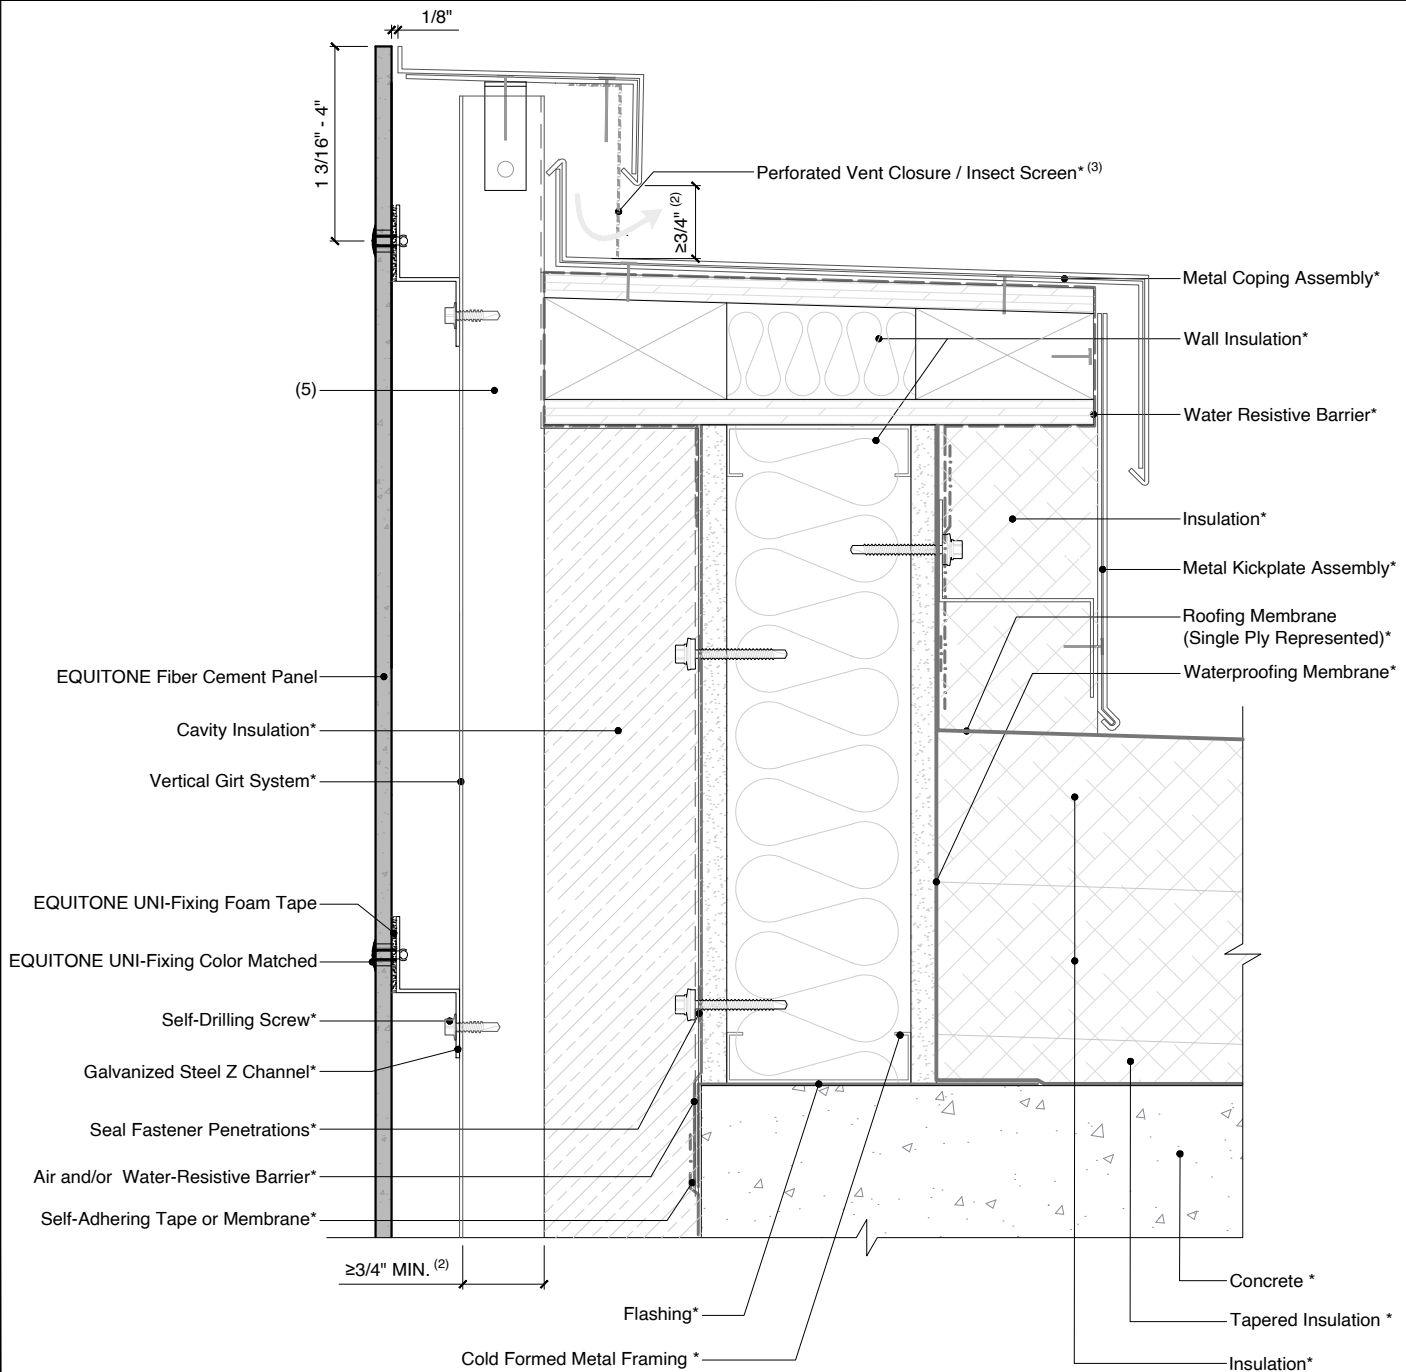 1/8"
1 3/16" - 4"
Perforated Vent Closure / Insect Screen* (3)
≥3/4" (2)
Metal Coping Assembly*
Wall Insulation*
(5)
Water Resistive Barrier*
Insulation*
Metal Kickplate Assembly*
Roofing Membrane
(Single Ply Represented)*
Waterproofing Membrane*
EQUITONE Fiber Cement Panel
Cavity Insulation*
Vertical Girt System*
EQUITONE UNI-Fixing Foam Tape
EQUITONE UNI-Fixing Color Matched
Self-Drilling Screw*
Galvanized Steel Z Channel*
Seal Fastener Penetrations*
Air and/or Water-Resistive Barrier*
Self-Adhering Tape or Membrane*
≥3/4" MIN. (2)
Flashing*
Cold Formed Metal Framing *
Concrete *
Tapered Insulation *
Insulation*